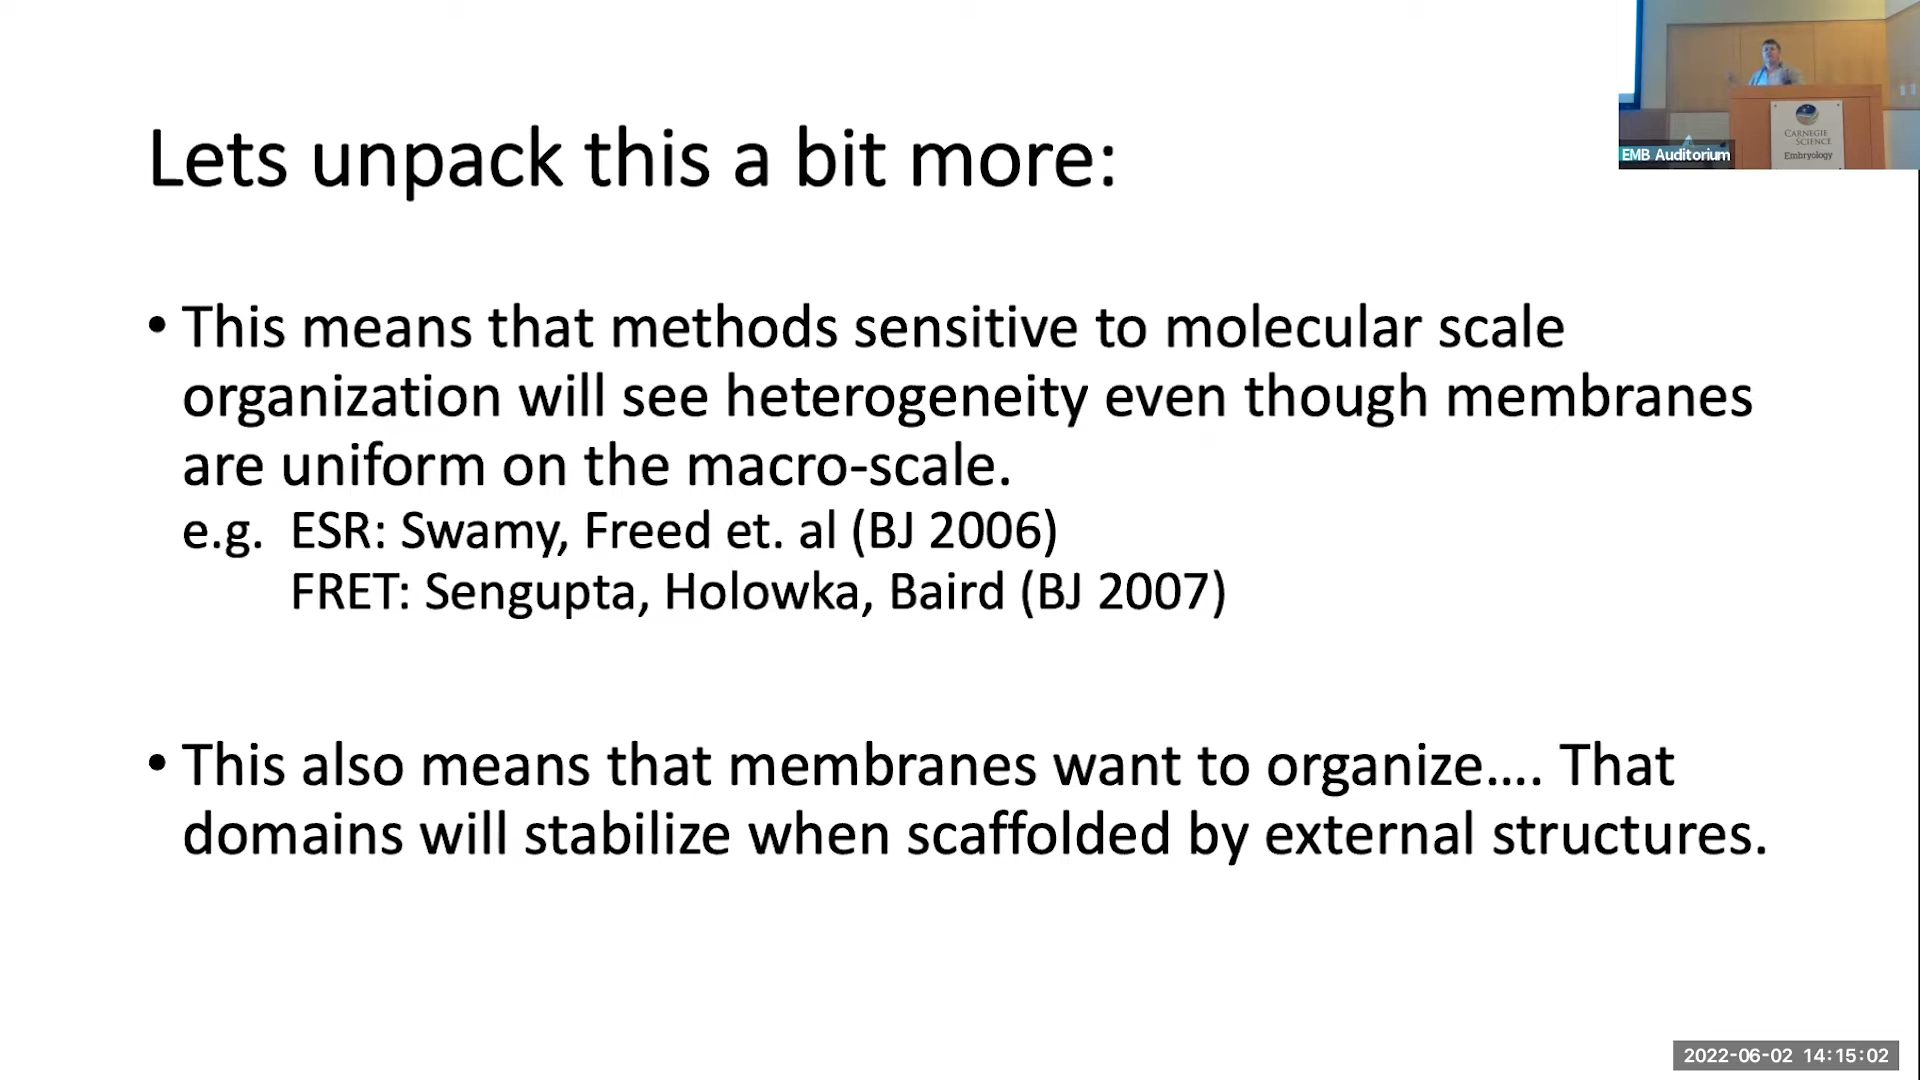 Lets unpack this a bit more:
• This means that methods sensitive to molecular scale
organization will see heterogeneity even though membranes
are uniform on the macro-scale.
e.g. ESR: Swamy, Freed et. al (BJ 2006)
FRET: Sengupta, Holowka, Baird (BJ 2007)
• This also means that membranes want to organize.... That
domains will stabilize when scaffolded by external structures.
EMB Auditorium
CARNEGIE
SCIENCE
Embryology
2022-06-02 14:15:02